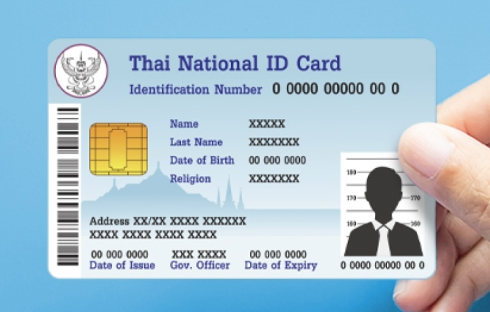 Thai National ID Card
Identification Number 0 0000 00000 00 0
Name XXXXX
Last Name XXXXXXX
Date of Birth 00 000 0000
Religion XXXXXXX
Address XX/XX XXXX XXXXXX
XXXX XXXX XXXX XXXX
00 000 0000 XXX XXXX 00 000 0000
Date of Issue Gov. Officer Date of Expiry
180 180
170 170
160 160
0 0000 00000 00 0